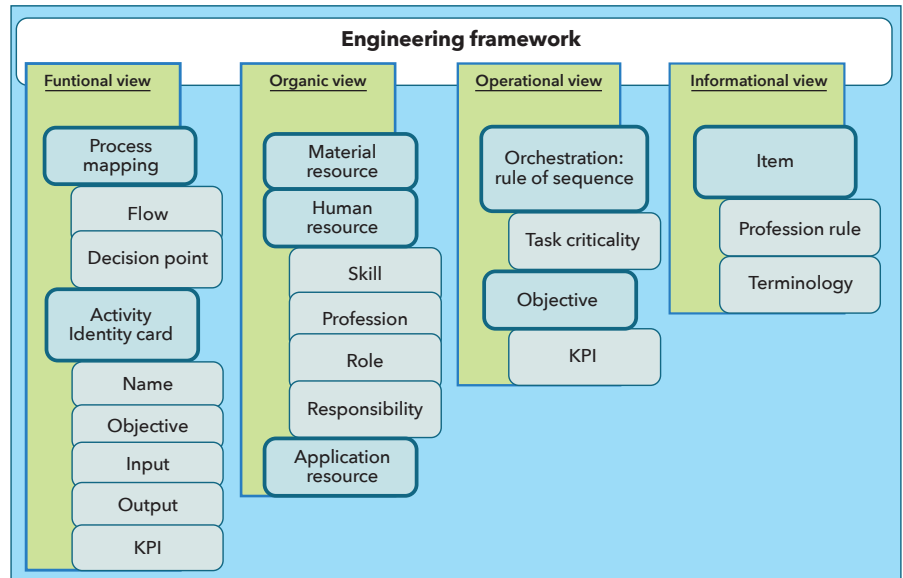 Engineering framework
Funtional view
Process
mapping
Flow
Decision point
Activity
Identity card
Name
Objective
Input
Output
KPI
Organic view
Material
resource
Human
resource
Skill
Profession
Role
Responsibility
Application
resource
Operational view
Orchestration:
rule of sequence
Task criticality
Objective
KPI
Informational view
Item
Profession rule
Terminology